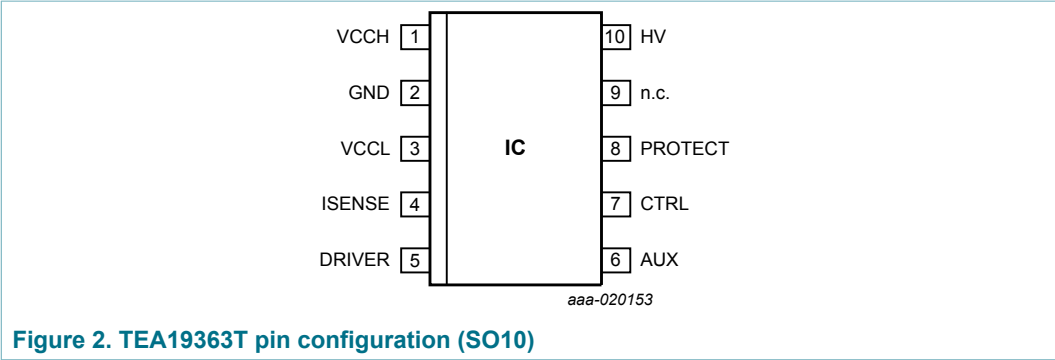 VCCH 1 10 HV
GND 2 9 n.c.
VCCL 3 IC 8 PROTECT
ISENSE 4 7 CTRL
DRIVER 5 6 AUX
aaa-020153
Figure 2. TEA19363T pin configuration (SO10)